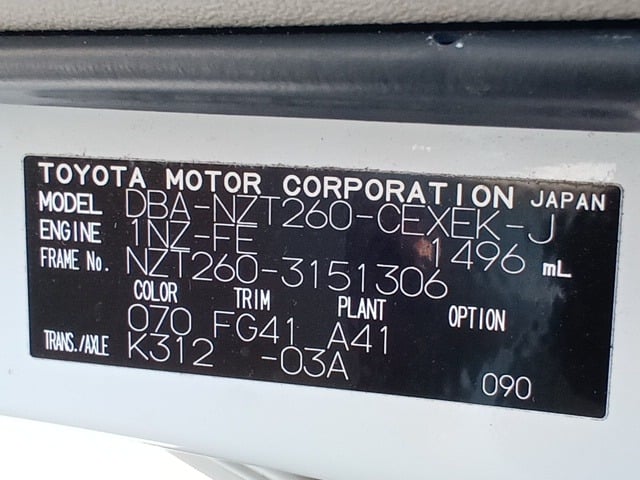 TOYOTA MOTOR CORPORATION JAPAN
MODEL DBA-NZT260-CEXEK-J
ENGINE 1NZ-FE 1496 mL
FRAME No. NZT260-3151306
COLOR TRIM PLANT OPTION
070 FG41 A41
TRANS./AXLE K312 -03A
090